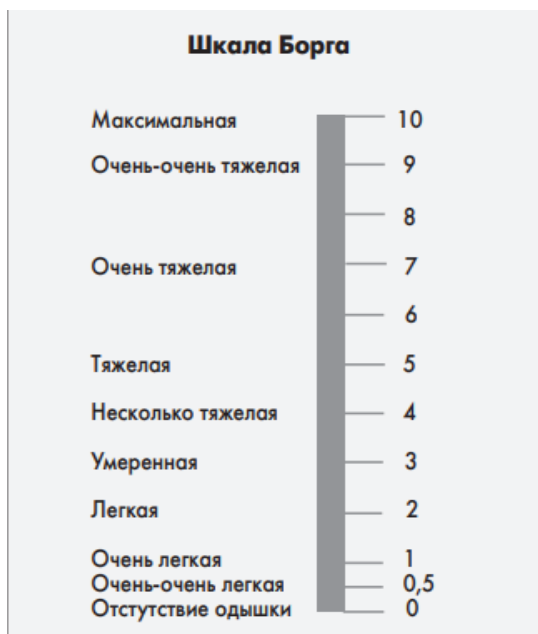 Шкала Борга
Максимальная 10
Очень-очень тяжелая 9
8
Очень тяжелая 7
6
Тяжелая 5
Несколько тяжелая 4
Умеренная 3
Легкая 2
Очень легкая 1
Очень-очень легкая 0,5
Отстутствие одышки 0